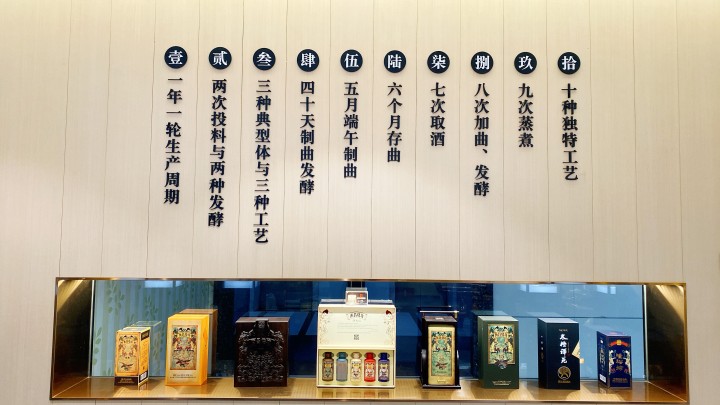 壹
一年一轮生产周期
贰
两次投料与两种发酵
叁
三种典型体与三种工艺
肆
四十天制曲发酵
伍
五月端午制曲
陆
六个月存曲
柒
七次取酒
捌
八次加曲、发酵
玖
九次蒸煮
拾
十种独特工艺